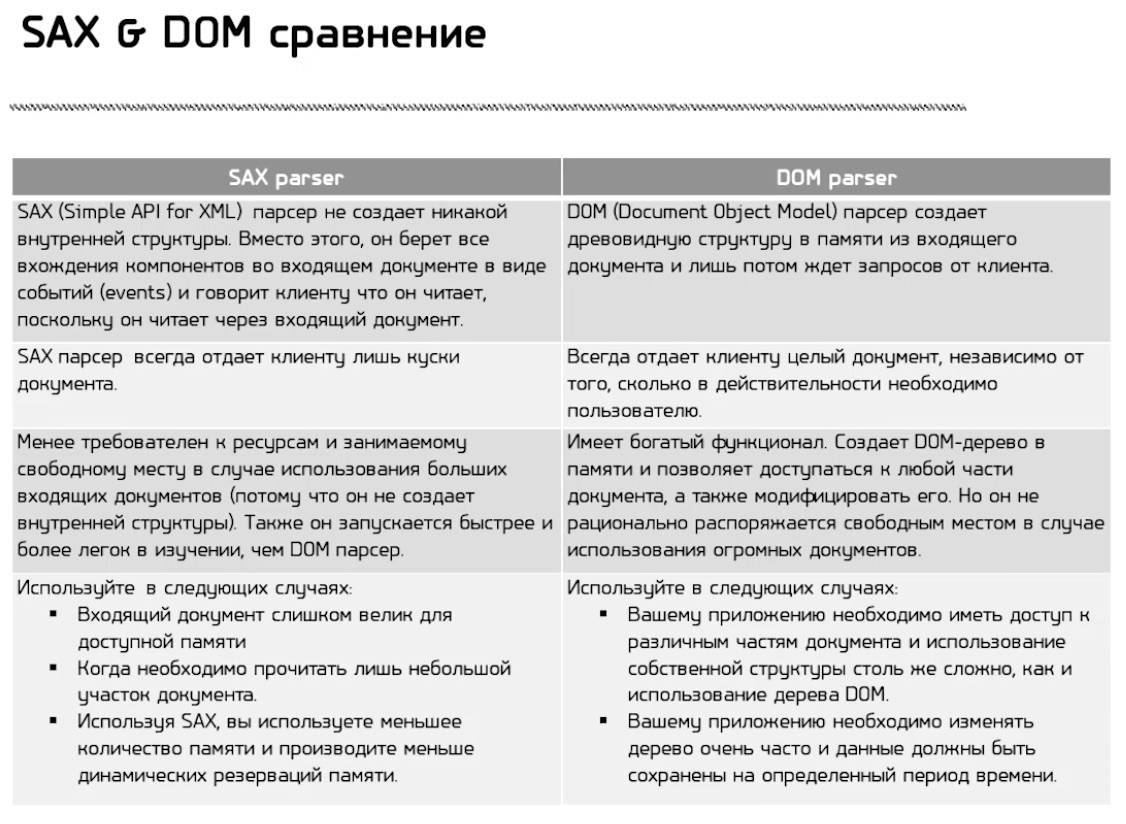 SAX & DOM сравнение
SAX parser
DOM parser
SAX (Simple API for XML) парсер не создает никакой
внутренней структуры. Вместо этого, он берет все
вхождения компонентов во входящем документе в виде
событий (events) и говорит клиенту что он читает,
поскольку он читает через входящий документ.
DOM (Document Object Model) парсер создает
древовидную структуру в памяти из входящего
документа и лишь потом ждет запросов от клиента.
SAX парсер всегда отдает клиенту лишь куски
документа.
Всегда отдает клиенту целый документ, независимо от
того, сколько в действительности необходимо
пользователю.
Менее требователен к ресурсам и занимаемому
свободному месту в случае использования больших
входящих документов (потому что он не создает
внутренней структуры). Также он запускается быстрее и
более легок в изучении, чем DOM парсер.
Имеет богатый функционал. Создает DOM-дерево в
памяти и позволяет доступаться к любой части
документа, а также модифицировать его. Но он не
рационально распоряжается свободным местом в случае
использования огромных документов.
Используйте в следующих случаях:
▪ Входящий документ слишком велик для
доступной памяти
▪ Когда необходимо прочитать лишь небольшой
участок документа.
▪ Используя SAX, вы используете меньшее
количество памяти и производите меньше
динамических резерваций памяти.
Используйте в следующих случаях:
▪ Вашему приложению необходимо иметь доступ к
различным частям документа и использование
собственной структуры столь же сложно, как и
использование дерева DOM.
▪ Вашему приложению необходимо изменять
дерево очень часто и данные должны быть
сохранены на определенный период времени.